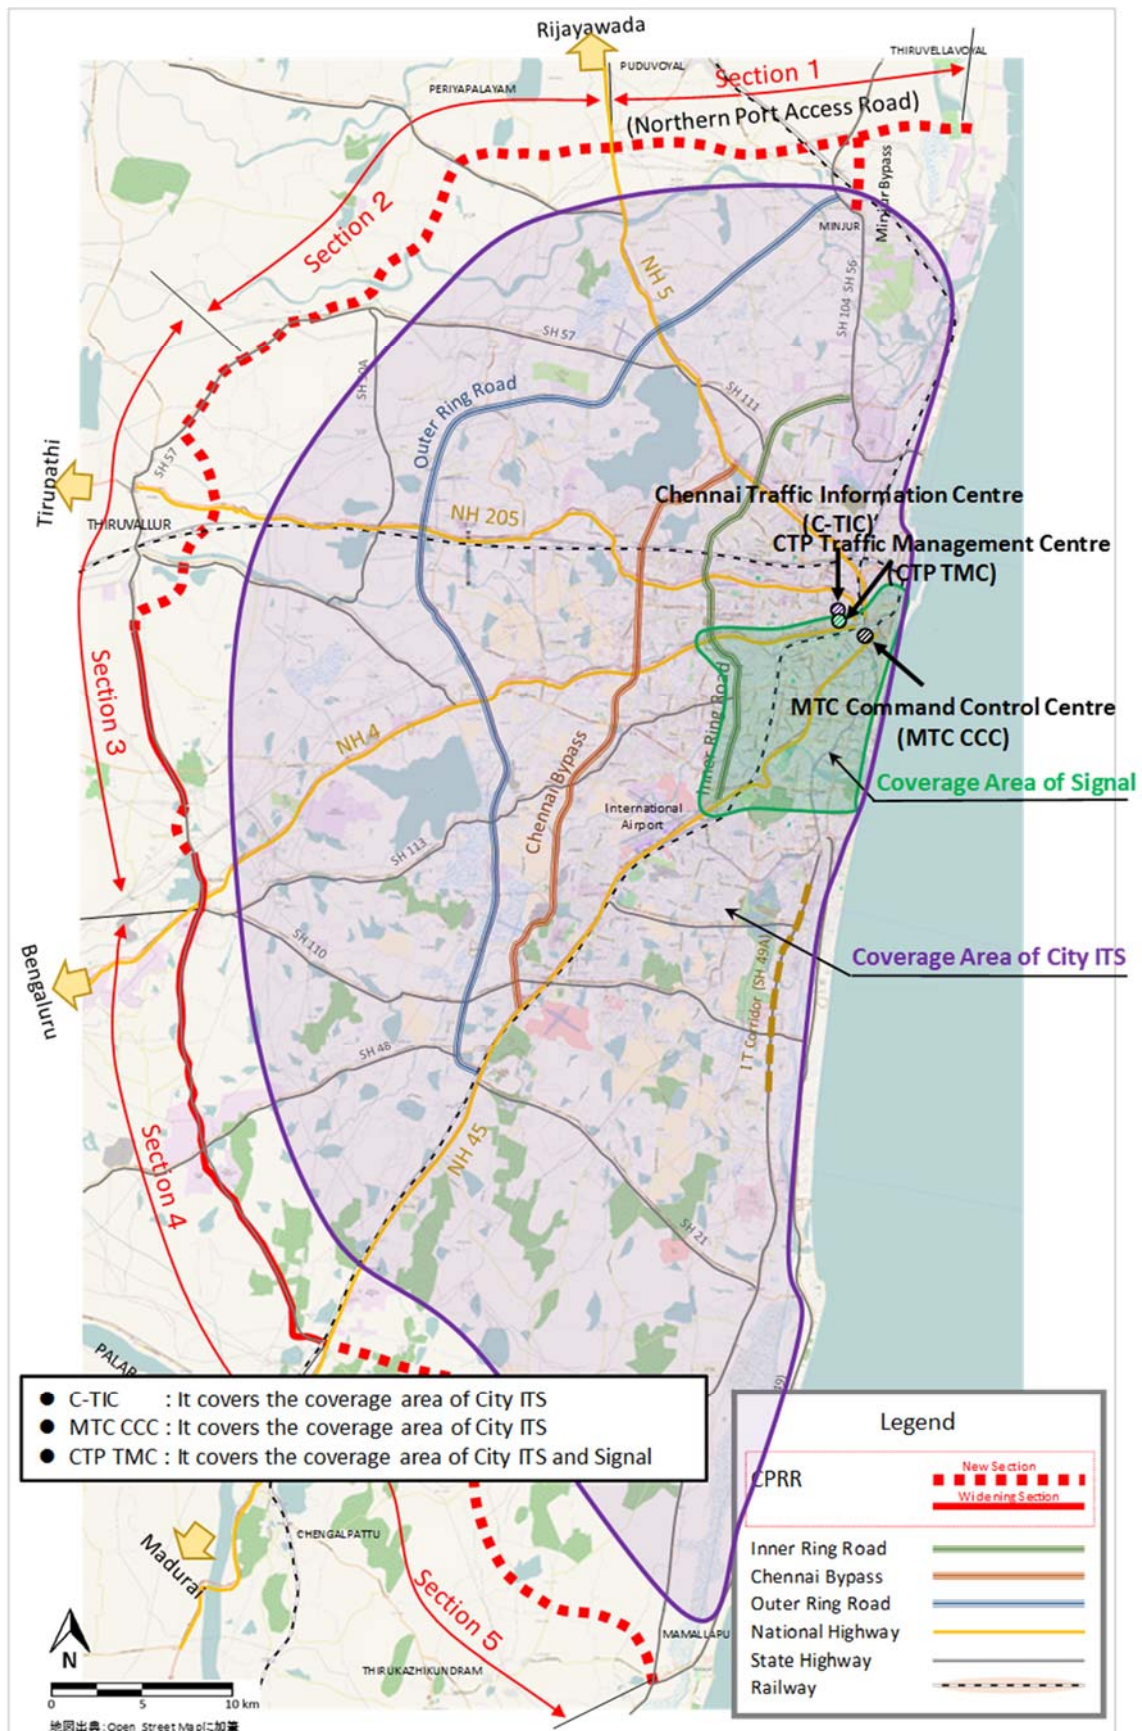 Rijayawada
THIRUVELLAVOYAL
PUDUVOYAL
Section 1
PERIYAPALAYAM
(Northern Port Access Road)
Minjur Bypass
Section 2
MINJUR
NH 5
SH 104 SH 56
SH 57
SH 50A
SH 111
Outer Ring Road
Tirupathi
SH 57
Chennai Traffic Information Centre
(C-TIC)
NH 205
THIRUVALLUR
CTP Traffic Management Centre
(CTP TMC)
Section 3
Inner Ring Road
MTC Command Control Centre
(MTC CCC)
NH 4
Chennai Bypass
Coverage Area of Signal
International
Airport
SH 113
SH 110
Bengaluru
Coverage Area of City ITS
I T Corridor (SH 49A)
SH 48
Section 4
NH 45
SH 21
PALAR
49)
● C-TIC : It covers the coverage area of City ITS
● MTC CCC : It covers the coverage area of City ITS
● CTP TMC : It covers the coverage area of City ITS and Signal
Legend
CPRR
New Section
Widening Section
Inner Ring Road
Chennai Bypass
Outer Ring Road
National Highway
State Highway
Railway
CHENGALPATTU
Madurai
Section 5
MAMALLAPU
THIRUKAZHIKUNDRAM
N
0 5 10 km
地図出典:Open Street Mapに加筆